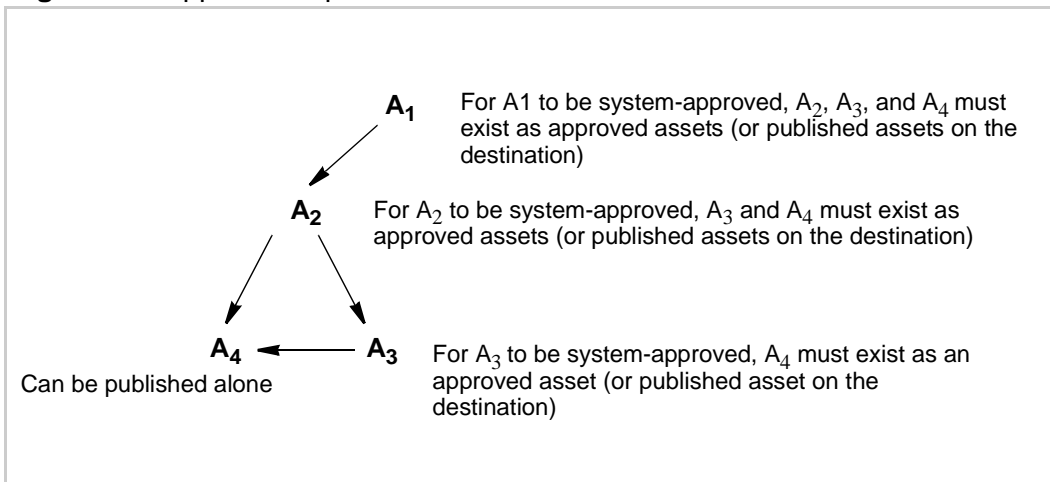 A1
For A1 to be system-approved, A2, A3, and A4 must
exist as approved assets (or published assets on the
destination)
A2
For A2 to be system-approved, A3 and A4 must exist as
approved assets (or published assets on the destination)
A4
A3
Can be published alone
For A3 to be system-approved, A4 must exist as an
approved asset (or published asset on the
destination)